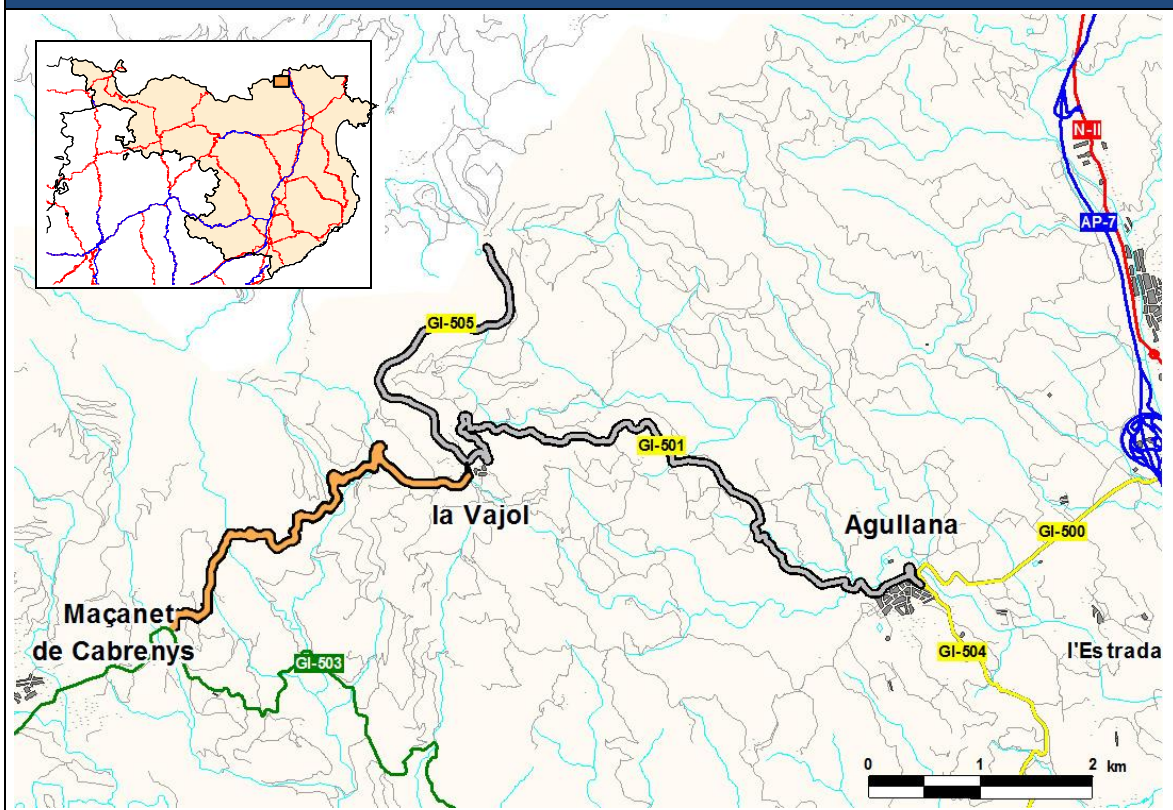 N-II
AP-7
GI-505
GI-501
la Vajol
Agullana
GI-500
Maçanet
de Cabrenys
GI-503
GI-504
l'Estrada
0 1 2 km